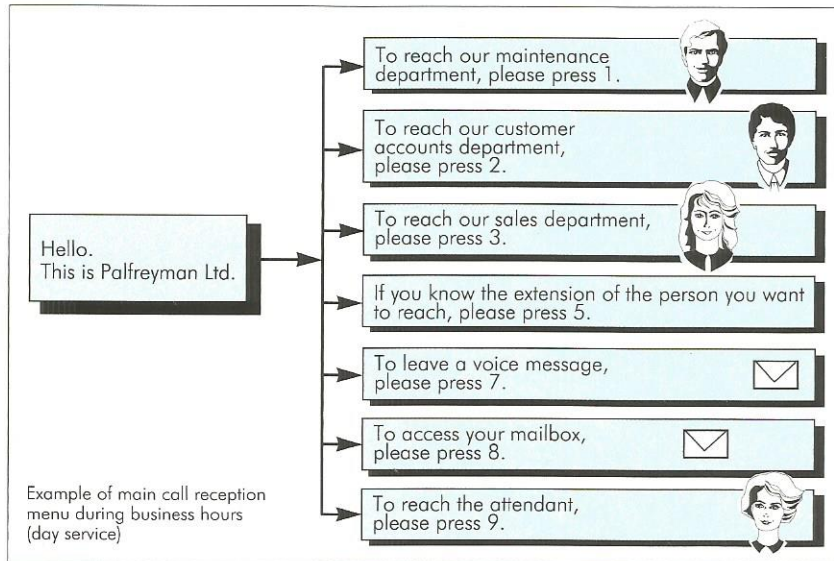 Hello.
This is Palfreyman Ltd.
To reach our maintenance
department, please press 1.
To reach our customer
accounts department,
please press 2.
To reach our sales department,
please press 3.
If you know the extension of the person you want
to reach, please press 5.
To leave a voice message,
please press 7.
To access your mailbox,
please press 8.
To reach the attendant,
please press 9.
Example of main call reception
menu during business hours
(day service)